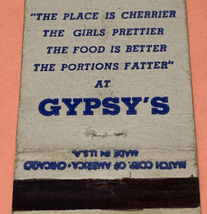 "THE PLACE IS CHERRIER
THE GIRLS PRETTIER
THE FOOD IS BETTER
THE PORTIONS FATTER"
AT
GYPSY'S
MADE IN U.S.A.
MATCH CORP. OF AMERICA • CHICAGO